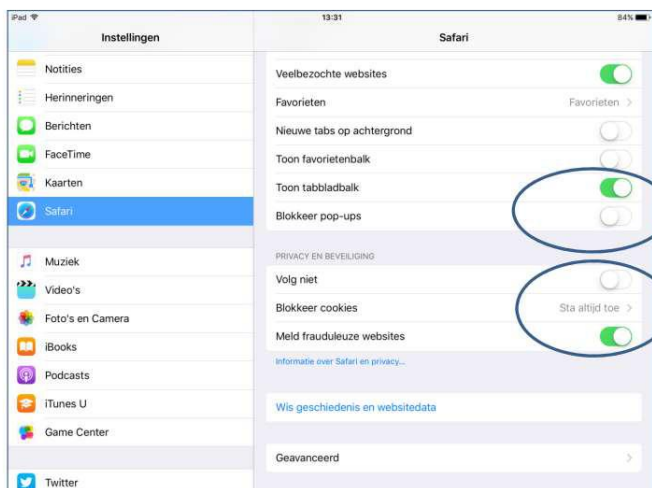 iPad 13:31 84%
Instellingen
Safari
Notities
Herinneringen
Berichten
FaceTime
Kaarten
Safari
Muziek
Video's
Foto's en Camera
iBooks
Podcasts
iTunes U
Game Center
Twitter
Veelbezochte websites
Favorieten Favorieten >
Nieuwe tabs op achtergrond
Toon favorietenbalk
Toon tabbladbalk
Blokkeer pop-ups
PRIVACY EN BEVEILIGING
Volg niet
Blokkeer cookies Sta altijd toe >
Meld frauduleuze websites
Informatie over Safari en privacy...
Wis geschiedenis en websitedata
Geavanceerd >